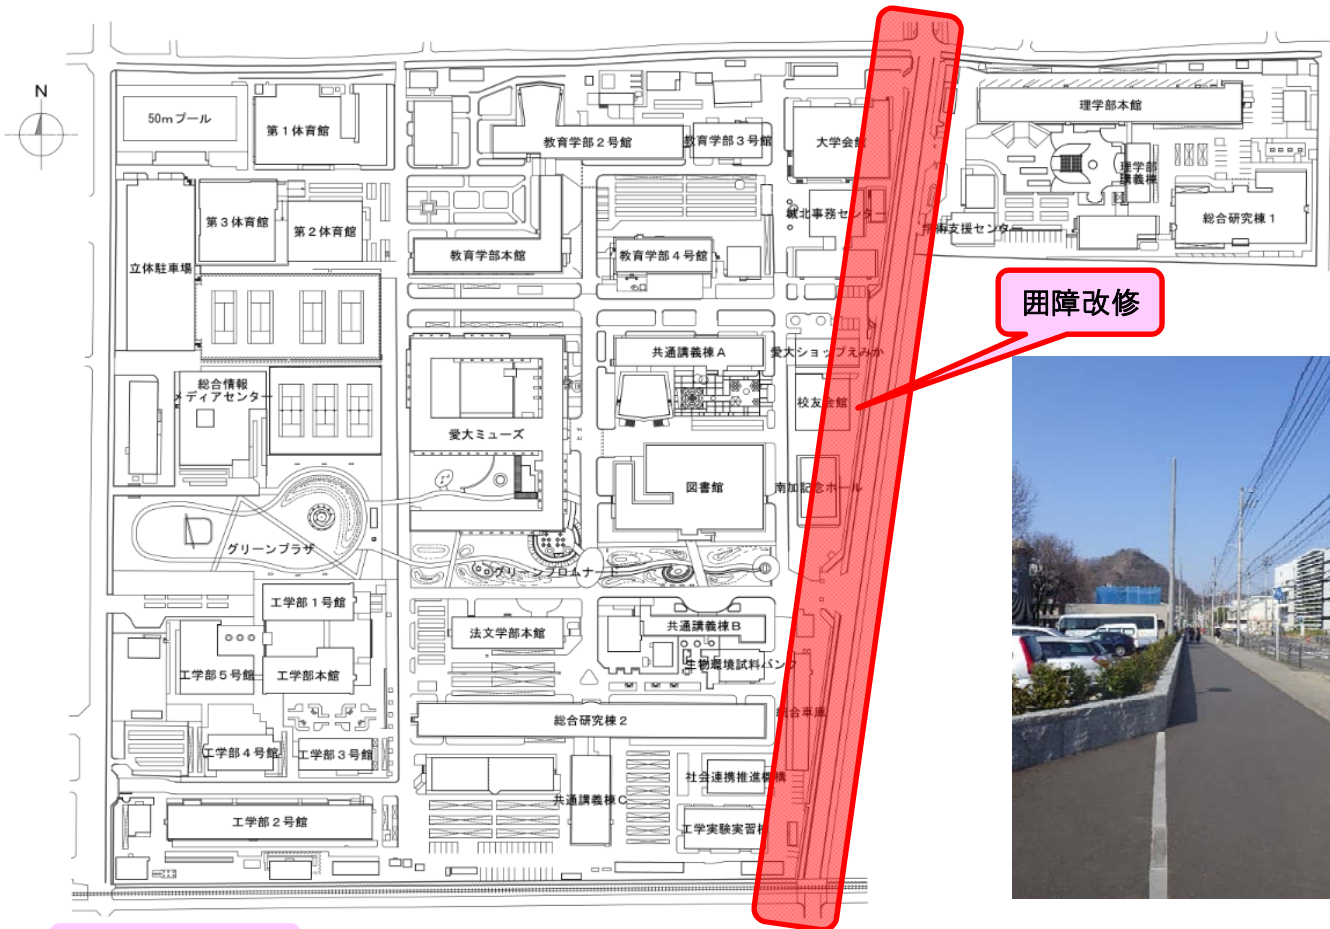 N
50mプール
第1体育館
教育学部2号館
教育学部3号館
大学会館
理学部本館
理学部
講義棟
総合研究棟1
第3体育館
第2体育館
城北事務センター
学術支援センター
立体駐車場
教育学部本館
教育学部4号館
囲障改修
共通講義棟A
愛大ショップえみか
総合情報
メディアセンター
校友会館
愛大ミューズ
図書館
南加記念ホール
グリーンプラザ
グリーンプロムナード
工学部1号館
法文学部本館
共通講義棟B
生物環境試料バンク
工学部5号館
工学部本館
総合研究棟2
統合車庫
工学部4号館
工学部3号館
社会連携推進機構
共通講義棟C
工学部2号館
工学実験実習棟